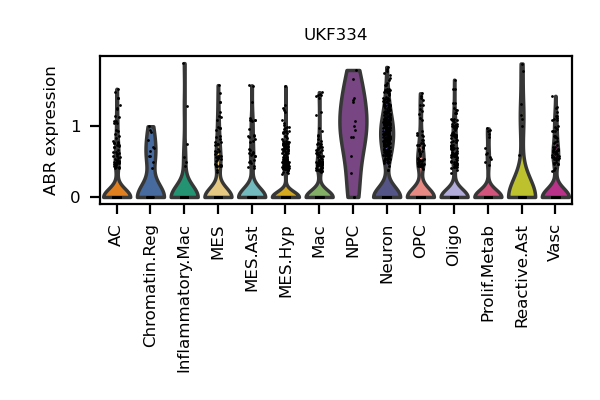 UKF334
ABR expression
1
0
AC
Chromatin.Reg
Inflammatory.Mac
MES
MES.Ast
MES.Hyp
Mac
NPC
Neuron
OPC
Oligo
Prolif.Metab
Reactive.Ast
Vasc